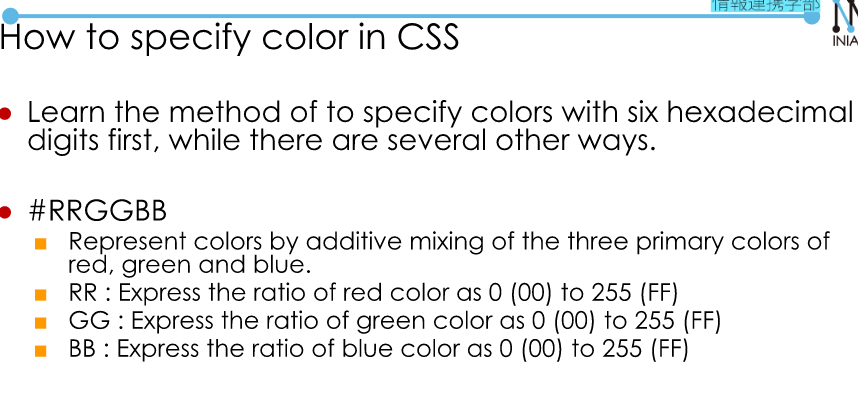 情報連携学部
INIA
How to specify color in CSS
Learn the method of to specify colors with six hexadecimal
digits first, while there are several other ways.
#RRGGBB
Represent colors by additive mixing of the three primary colors of
red, green and blue.
RR : Express the ratio of red color as 0 (00) to 255 (FF)
GG : Express the ratio of green color as 0 (00) to 255 (FF)
BB : Express the ratio of blue color as 0 (00) to 255 (FF)